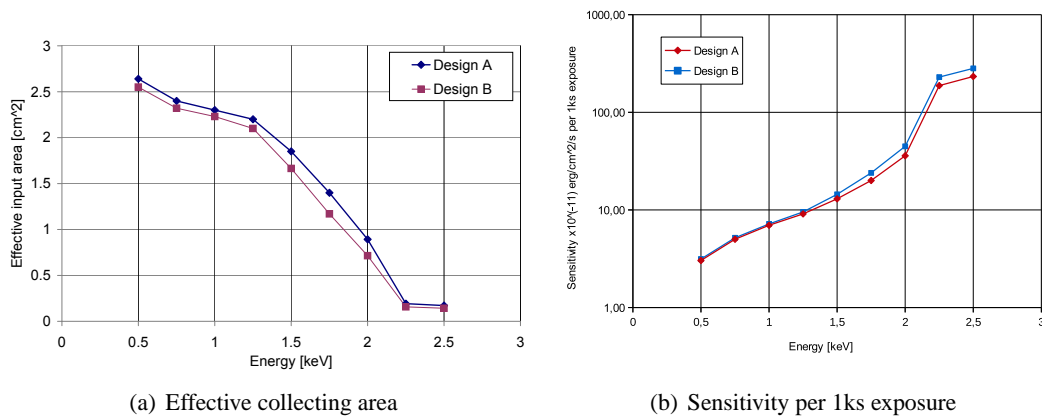 3
2.5
2
1.5
1
0.5
0
Effective input area [cm^2]
0 0.5 1 1.5 2 2.5 3
Energy [keV]
Design A
Design B
(a) Effective collecting area
1000,00
100,00
10,00
1,00
Sensitivity x10^(-11) erg/cm^2/s per 1ks exposure
0 0,5 1 1,5 2 2,5 3
Energy [keV]
Design A
Design B
(b) Sensitivity per 1ks exposure